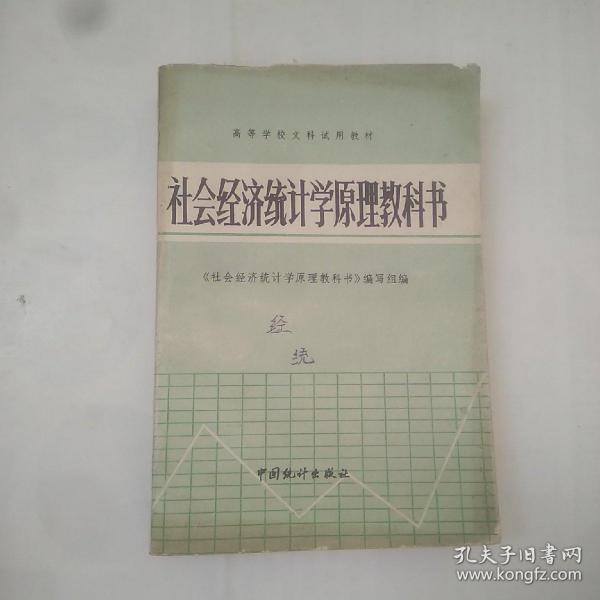 高等学校文科试用教材
社会经济统计学原理教科书
《社会经济统计学原理教科书》编写组编
经
统
中国统计出版社
孔夫子旧書网
www.kongfz.com